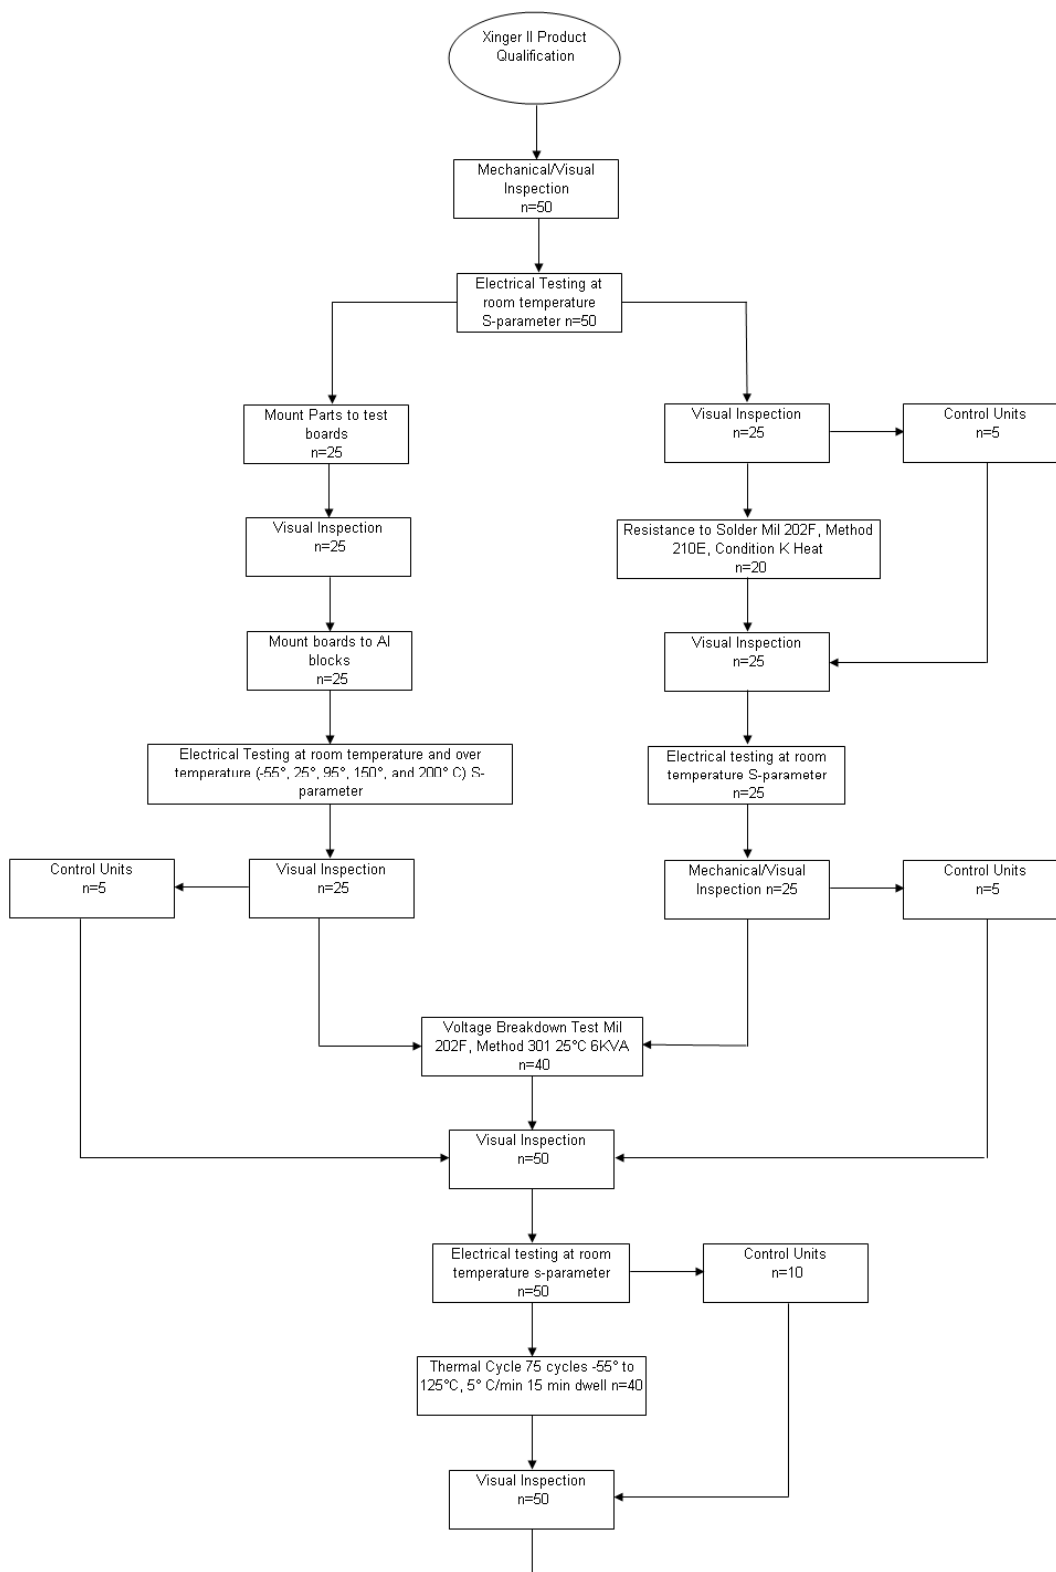 Xinger II Product
Qualification
Mechanical/Visual
Inspection
n=50
Electrical Testing at
room temperature
S-parameter n=50
Mount Parts to test
boards
n=25
Visual Inspection
n=25
Control Units
n=5
Visual Inspection
n=25
Resistance to Solder Mil 202F, Method
210E, Condition K Heat
n=20
Mount boards to Al
blocks
n=25
Visual Inspection
n=25
Electrical Testing at room temperature and over
temperature (-55°, 25°, 95°, 150°, and 200° C) S-
parameter
Electrical testing at room
temperature S-parameter
n=25
Control Units
n=5
Visual Inspection
n=25
Mechanical/Visual
Inspection n=25
Control Units
n=5
Voltage Breakdown Test Mil
202F, Method 301 25°C 6KVA
n=40
Visual Inspection
n=50
Electrical testing at room
temperature s-parameter
n=50
Control Units
n=10
Thermal Cycle 75 cycles -55° to
125°C, 5° C/min 15 min dwell n=40
Visual Inspection
n=50